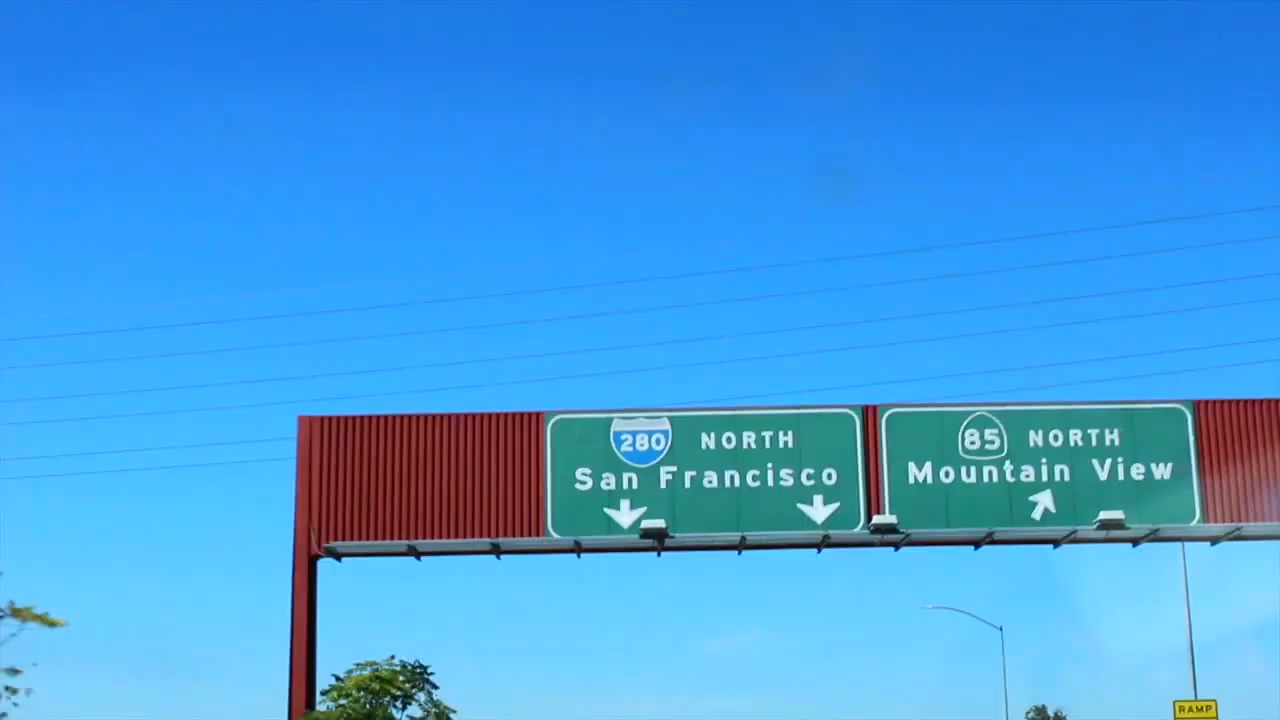 280 NORTH
San Francisco
85 NORTH
Mountain View
RAMP